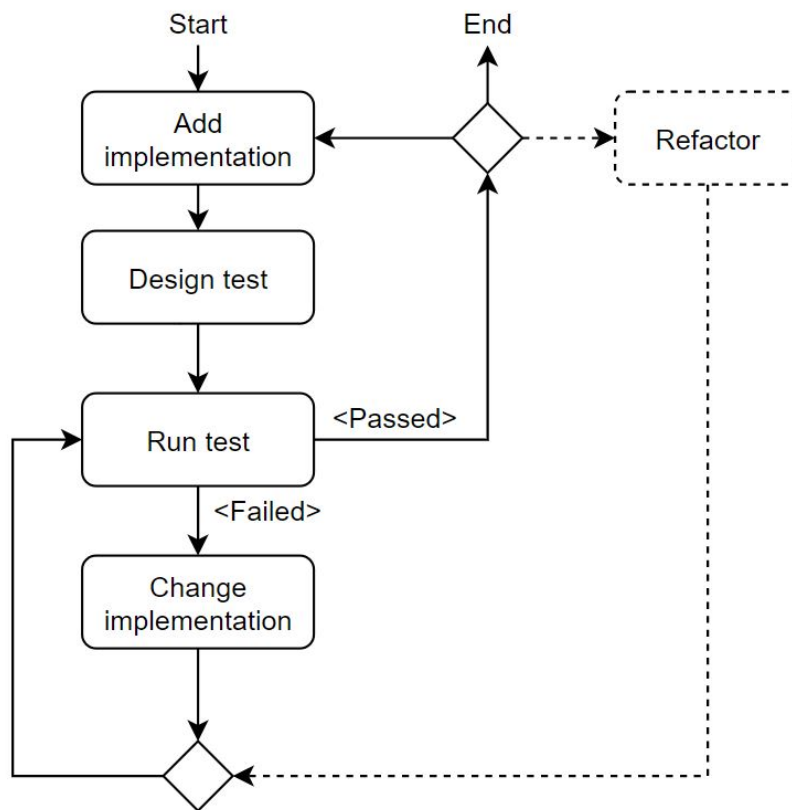 Start
End
Add
implementation
Refactor
Design test
Run test
<Passed>
<Failed>
Change
implementation